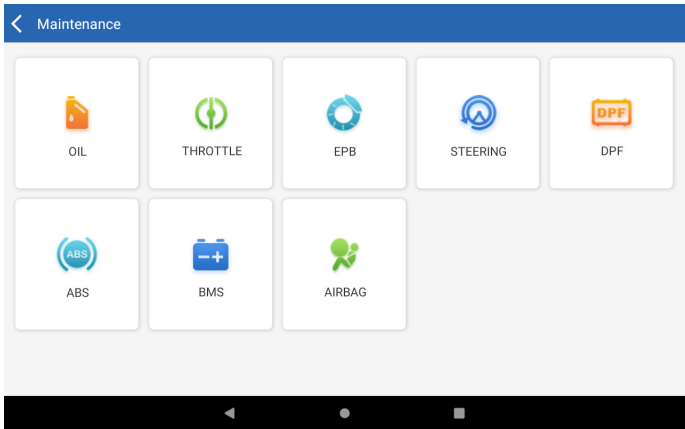 Maintenance
OIL
THROTTLE
EPB
STEERING
DPF
DPF
ABS
ABS
BMS
AIRBAG